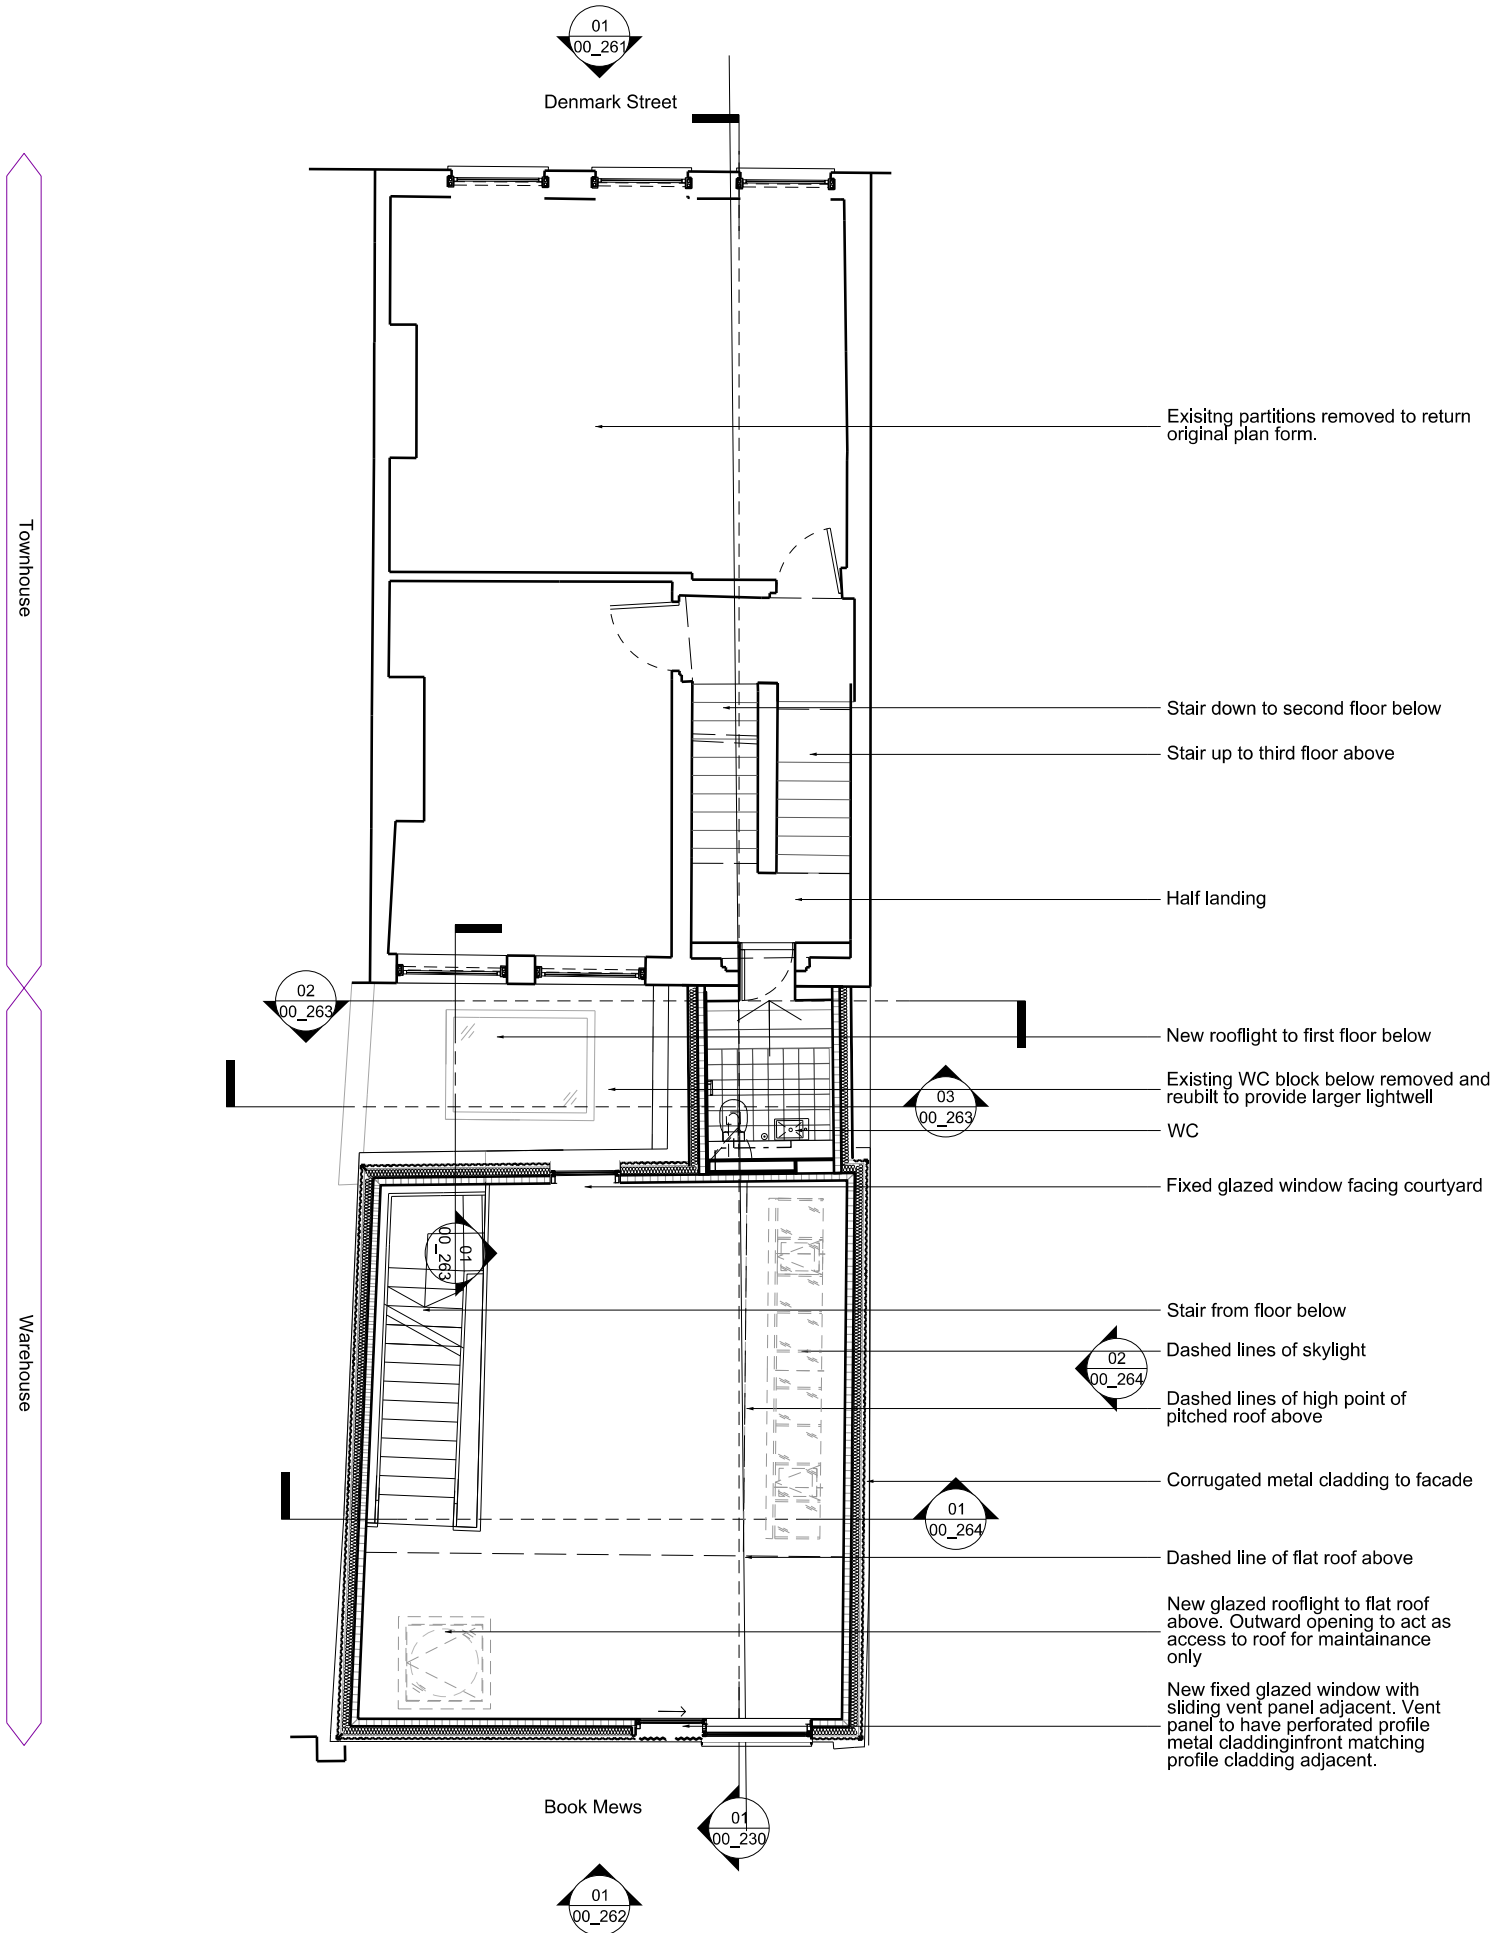 01
00_261
Denmark Street
Townhouse
Exisitng partitions removed to return
original plan form.
Stair down to second floor below
Stair up to third floor above
Half landing
02
00_263
New rooflight to first floor below
Existing WC block below removed and
reubilt to provide larger lightwell
03
00_263
WC
Fixed glazed window facing courtyard
01
00_263
Warehouse
Stair from floor below
Dashed lines of skylight
02
00_264
Dashed lines of high point of
pitched roof above
Corrugated metal cladding to facade
01
00_264
Dashed line of flat roof above
New glazed rooflight to flat roof
above. Outward opening to act as
access to roof for maintainance
only
New fixed glazed window with
sliding vent panel adjacent. Vent
panel to have perforated profile
metal claddinginfront matching
profile cladding adjacent.
Book Mews
01
00_230
01
00_262